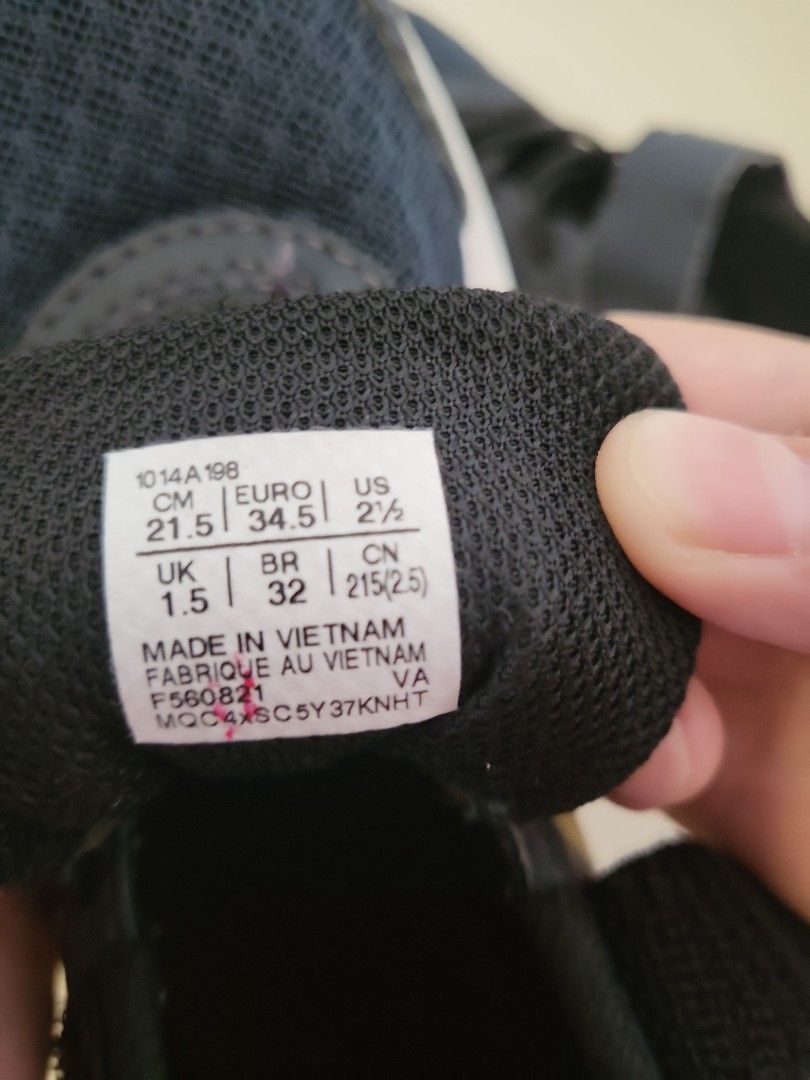 1014A198
CM EURO US
21.5 34.5 2½
UK BR CN
1.5 32 215(2.5)
MADE IN VIETNAM
FABRIQUE AU VIETNAM
F560821 VA
MQC4xSC5Y37KNHT